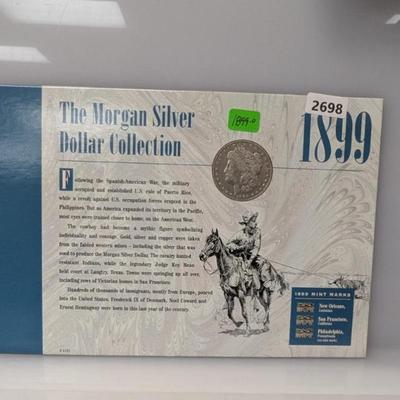 The Morgan Silver
Dollar Collection
1899-O
2698
1899
Following the Spanish-American War, the military
occupied and established U.S. rule of Puerto Rico,
while a revolt against U.S. occupation forces erupted in the
Philippines. But as America expanded its territory in the Pacific,
most eyes were trained closer to home, on the American West.
The cowboy had become a mythic figure symbolizing
individuality and courage. Gold, silver and copper were taken
from the fabled western mines – including the silver that was
used to produce the Morgan Silver Dollar. The cavalry hunted
resistant Indians, while the legendary Judge Roy Bean
held court at Langtry, Texas. Towns were springing up all over,
including rows of Victorian homes in San Francisco.
Hundreds of thousands of immigrants, mostly from Europe, poured
into the United States. Frederick IX of Denmark, Noel Coward and
Ernest Hemingway were born in this last year of the century.
1899 MINT MARKS
New Orleans,
Louisiana
San Francisco,
California
Philadelphia,
Pennsylvania